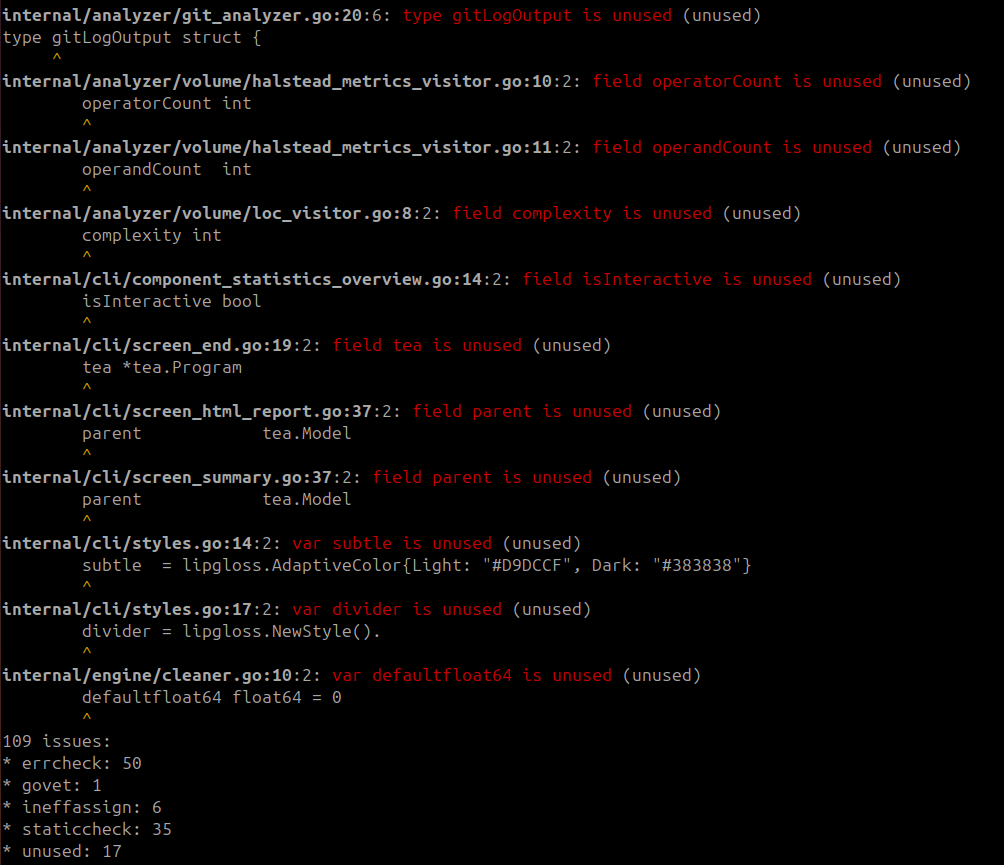 internal/analyzer/git_analyzer.go:20:6: type gitLogOutput is unused (unused)
type gitLogOutput struct {
     ^
internal/analyzer/volume/halstead_metrics_visitor.go:10:2: field operatorCount is unused (unused)
        operatorCount int
        ^
internal/analyzer/volume/halstead_metrics_visitor.go:11:2: field operandCount is unused (unused)
        operandCount  int
        ^
internal/analyzer/volume/loc_visitor.go:8:2: field complexity is unused (unused)
        complexity int
        ^
internal/cli/component_statistics_overview.go:14:2: field isInteractive is unused (unused)
        isInteractive bool
        ^
internal/cli/screen_end.go:19:2: field tea is unused (unused)
        tea *tea.Program
        ^
internal/cli/screen_html_report.go:37:2: field parent is unused (unused)
        parent            tea.Model
        ^
internal/cli/screen_summary.go:37:2: field parent is unused (unused)
        parent            tea.Model
        ^
internal/cli/styles.go:14:2: var subtle is unused (unused)
        subtle  = lipgloss.AdaptiveColor{Light: "#D9DCCF", Dark: "#383838"}
        ^
internal/cli/styles.go:17:2: var divider is unused (unused)
        divider = lipgloss.NewStyle().
        ^
internal/engine/cleaner.go:10:2: var defaultfloat64 is unused (unused)
        defaultfloat64 float64 = 0
        ^
109 issues:
* errcheck: 50
* govet: 1
* ineffassign: 6
* staticcheck: 35
* unused: 17